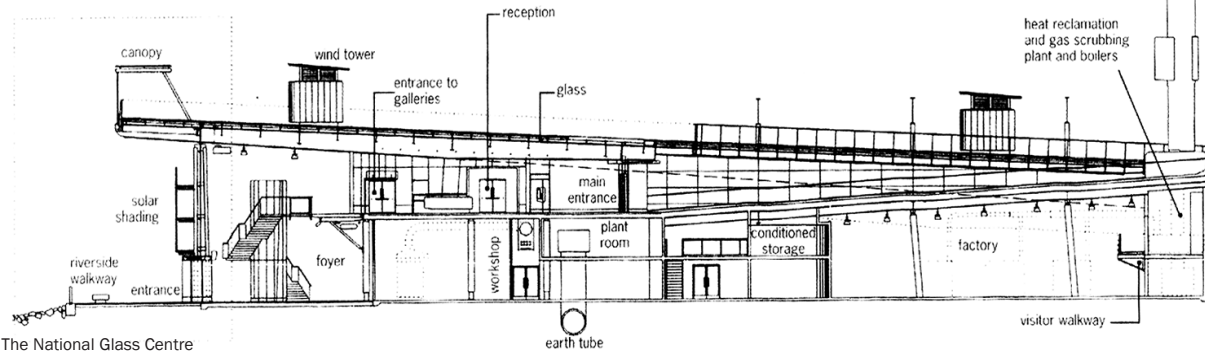 reception
heat reclamation
and gas scrubbing
plant and boilers
canopy
wind tower
entrance to
galleries
glass
main
entrance
solar
shading
plant
room
conditioned
storage
factory
workshop
foyer
riverside
walkway
entrance
visitor walkway
earth tube
The National Glass Centre